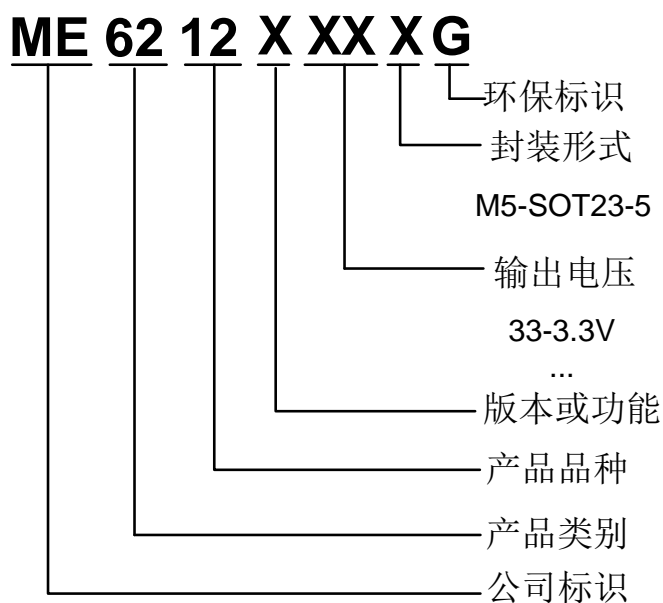 ME 62 12 X XX X G
环保标识
封装形式
M5-SOT23-5
输出电压
33-3.3V
...
版本或功能
产品品种
产品类别
公司标识